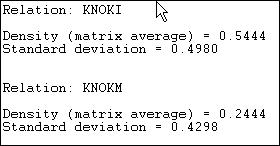 Relation: KNOKI
Density (matrix average) = 0.5444
Standard deviation = 0.4980
Relation: KNOKM
Density (matrix average) = 0.2444
Standard deviation = 0.4298